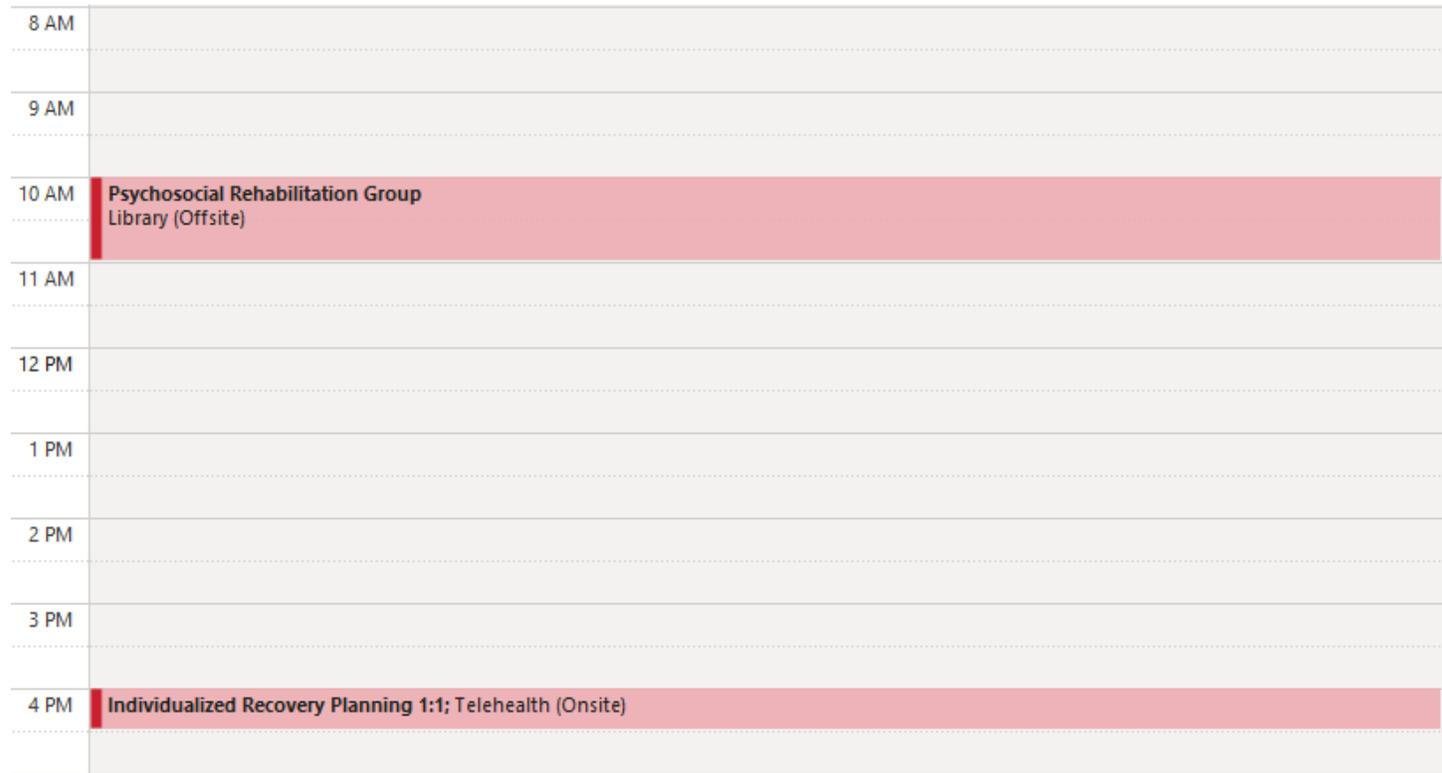 8 AM
9 AM
10 AM
Psychosocial Rehabilitation Group
Library (Offsite)
11 AM
12 PM
1 PM
2 PM
3 PM
4 PM
Individualized Recovery Planning 1:1; Telehealth (Onsite)